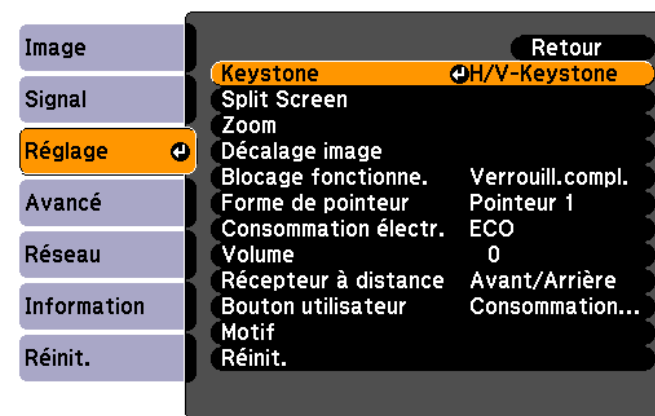 Image
Signal
Réglage
Avancé
Réseau
Information
Réinit.
Retour
Keystone H/V-Keystone
Split Screen
Zoom
Décalage image
Blocage fonctionne. Verrouill.compl.
Forme de pointeur Pointeur 1
Consommation électr. ECO
Volume 0
Récepteur à distance Avant/Arrière
Bouton utilisateur Consommation...
Motif
Réinit.